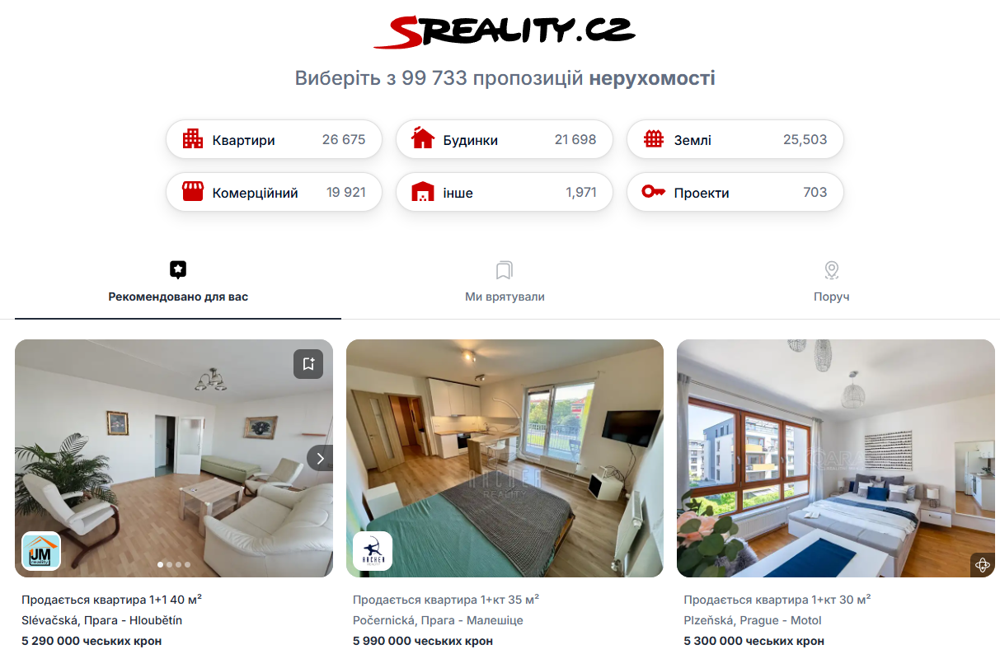 SREALITY.CZ
Виберіть з 99 733 пропозицій нерухомості
Квартири 26 675
Будинки 21 698
Землі 25,503
Комерційний 19 921
інше 1,971
Проекти 703
Рекомендовано для вас
Ми врятували
Поруч
JM
reality
ARCHER
REALITY
ARCHER
REALITY
Продається квартира 1+1 40 м²
Slévačská, Прага - Hloubětín
5 290 000 чеських крон
Продається квартира 1+кт 35 м²
Počernická, Прага - Малешіце
5 990 000 чеських крон
Продається квартира 1+кт 30 м²
Plzeňská, Prague - Motol
5 300 000 чеських крон